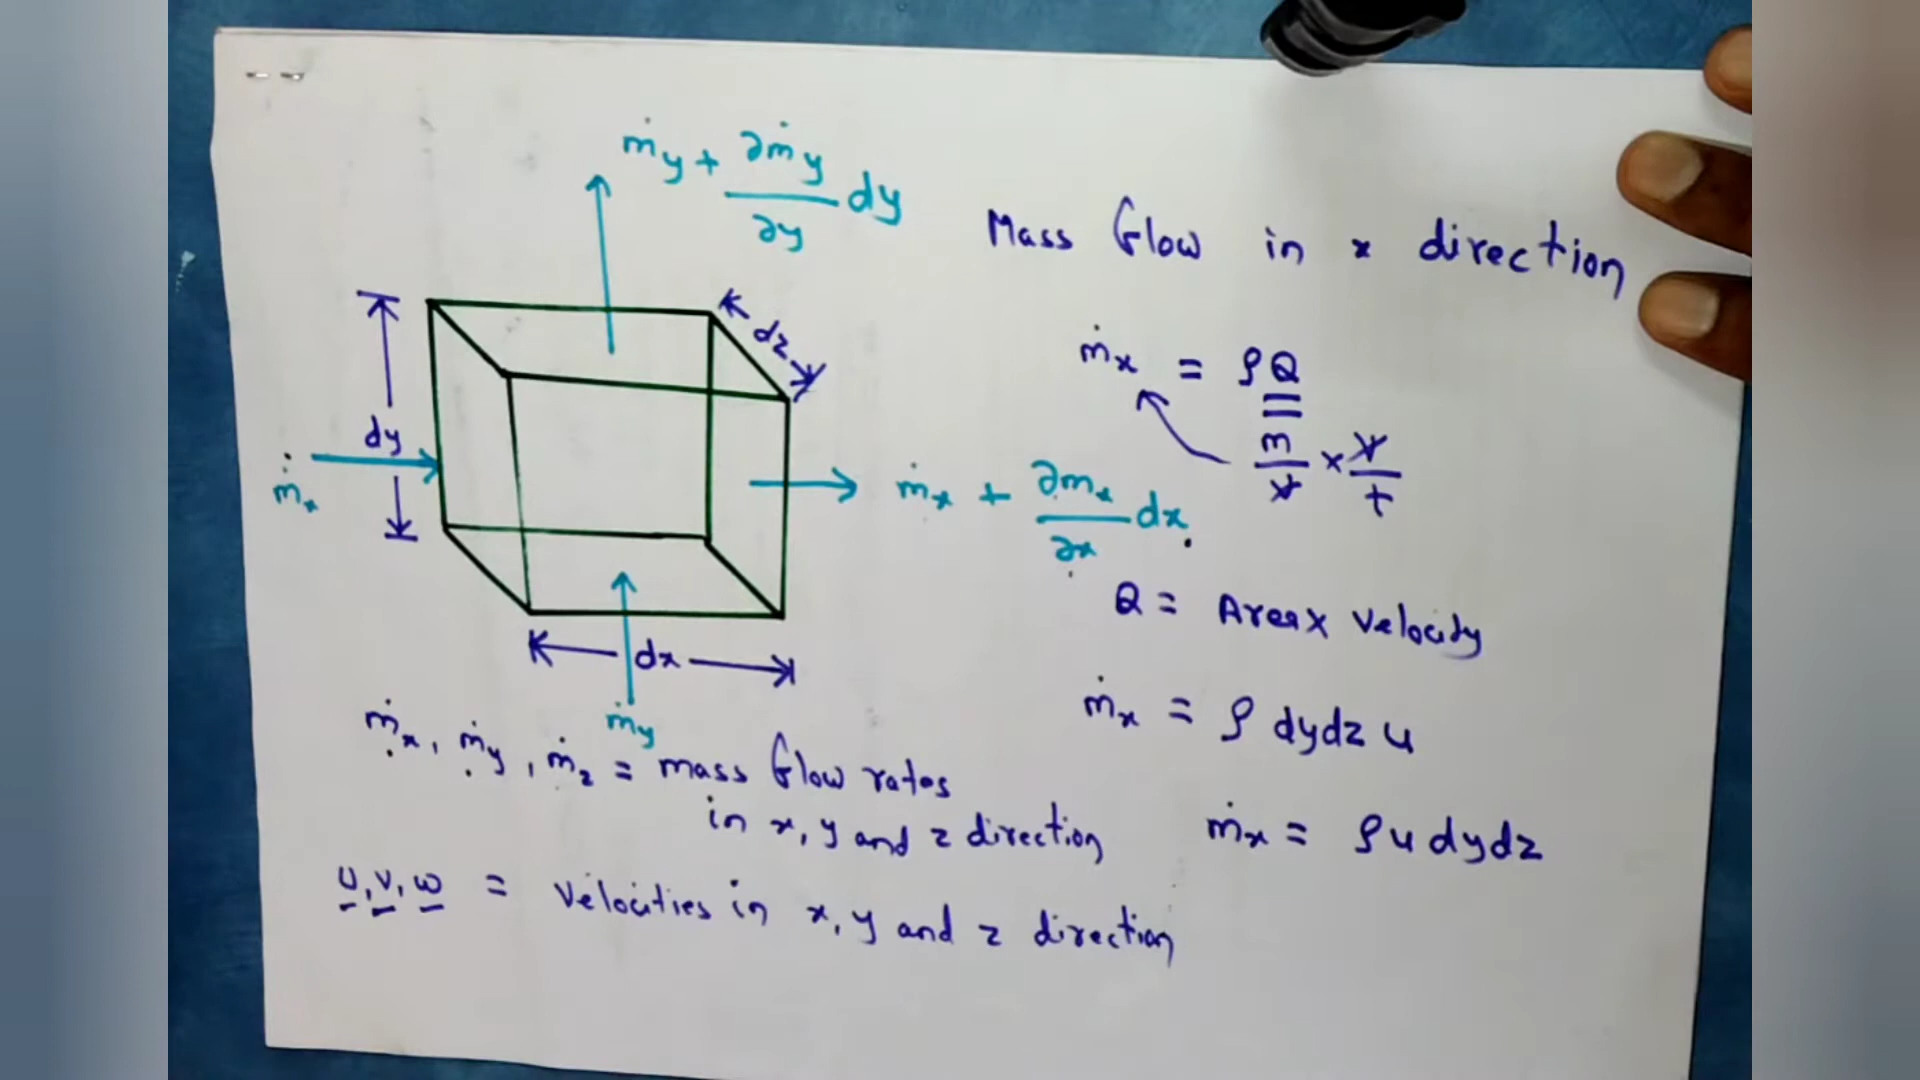 ṁy + ∂ṁy/∂y dy
Mass flow in x direction
dz
dy
ṁx
ṁx + ∂mx/∂x dx
dx
ṁy
ṁx = ρQ
m/v × v/t
Q = Area x velocity
ṁx = ρ dydz u
ṁx = ρu dydz
ṁx, ṁy, ṁz = mass flow rates
in x, y and z direction
u, v, w = velocities in x, y and z direction